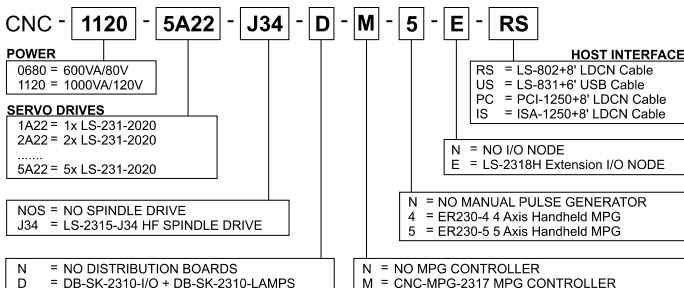 CNC - 1120 - 5A22 - J34 - D - M - 5 - E - RS
POWER
0680 = 600VA/80V
1120 = 1000VA/120V
HOST INTERFACE
RS = LS-802+8' LDCN Cable
US = LS-831+6' USB Cable
PC = PCI-1250+8' LDCN Cable
IS = ISA-1250+8' LDCN Cable
SERVO DRIVES
1A22 = 1x LS-231-2020
2A22 = 2x LS-231-2020
.......
5A22 = 5x LS-231-2020
N = NO I/O NODE
E = LS-2318H Extension I/O NODE
NOS = NO SPINDLE DRIVE
J34 = LS-2315-J34 HF SPINDLE DRIVE
N = NO MANUAL PULSE GENERATOR
4 = ER230-4 4 Axis Handheld MPG
5 = ER230-5 5 Axis Handheld MPG
N = NO DISTRIBUTION BOARDS
D = DB-SK-2310-I/O + DB-SK-2310-LAMPS
N = NO MPG CONTROLLER
M = CNC-MPG-2317 MPG CONTROLLER